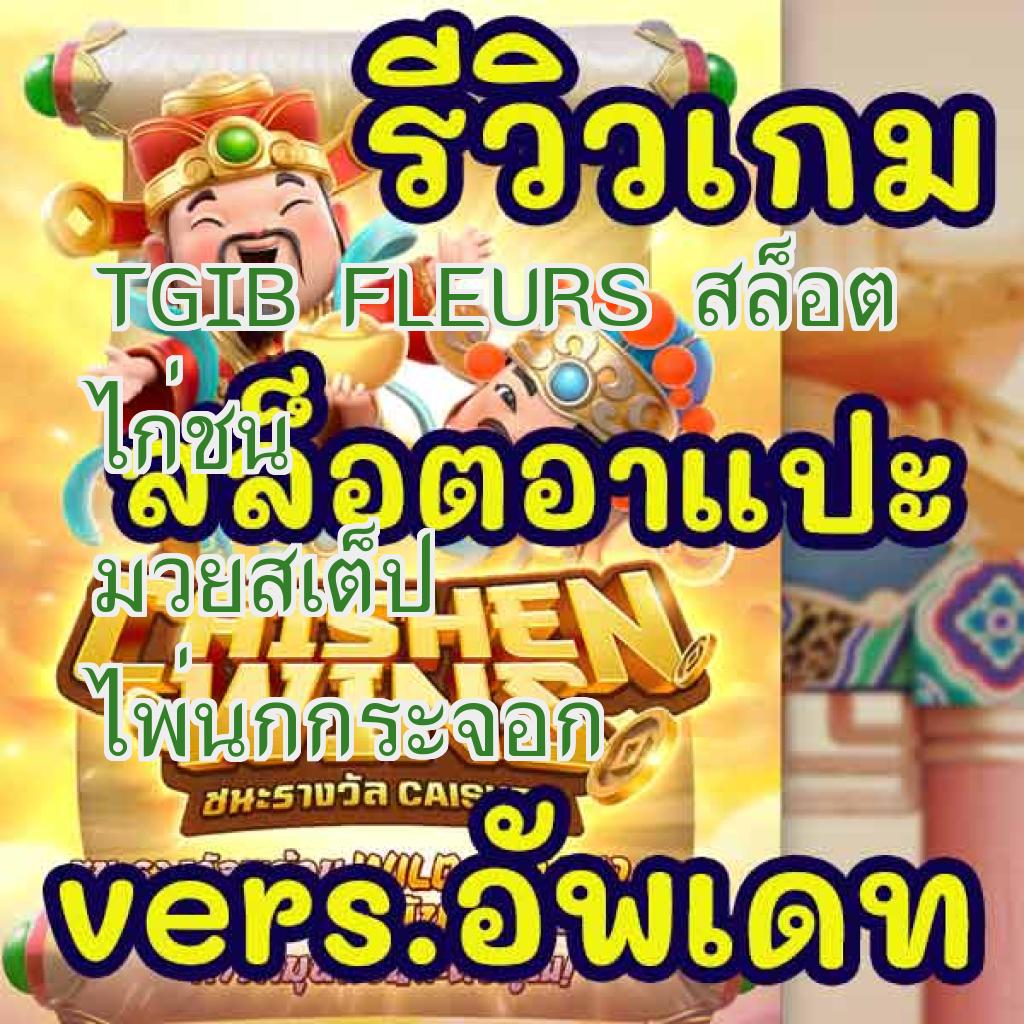 รีวิวเกม
TGIB FLEURS สล็อต
ไก่ชน
สล็อตอาแปะ
มวยสเต็ป
CAISHEN
WINS
ไพ่นกกระจอก
ชนะรางวัล
vers.อัพเดท